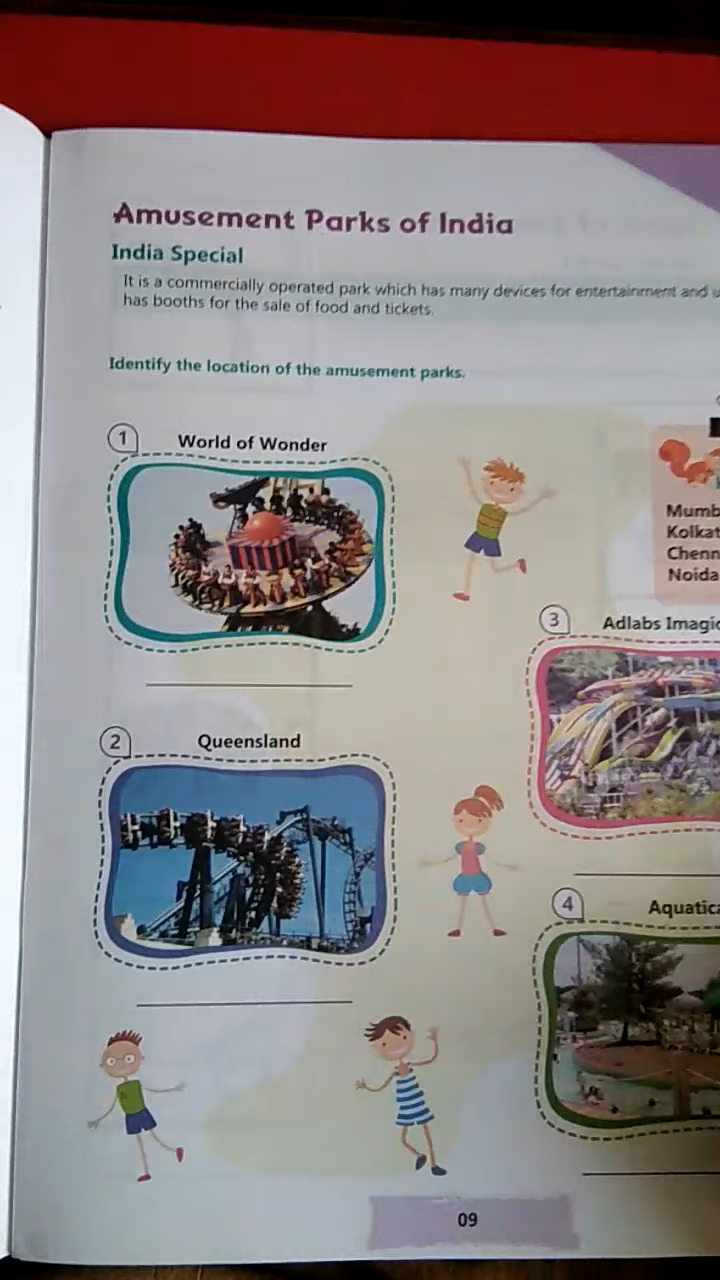 Amusement Parks of India
India Special
It is a commercially operated park which has many devices for entertainment and
has booths for the sale of food and tickets.
Identify the location of the amusement parks.
1 World of Wonder
2 Queensland
Mumb
Kolkat
Chenn
Noida
3 Adlabs Imagic
4 Aquatica
09